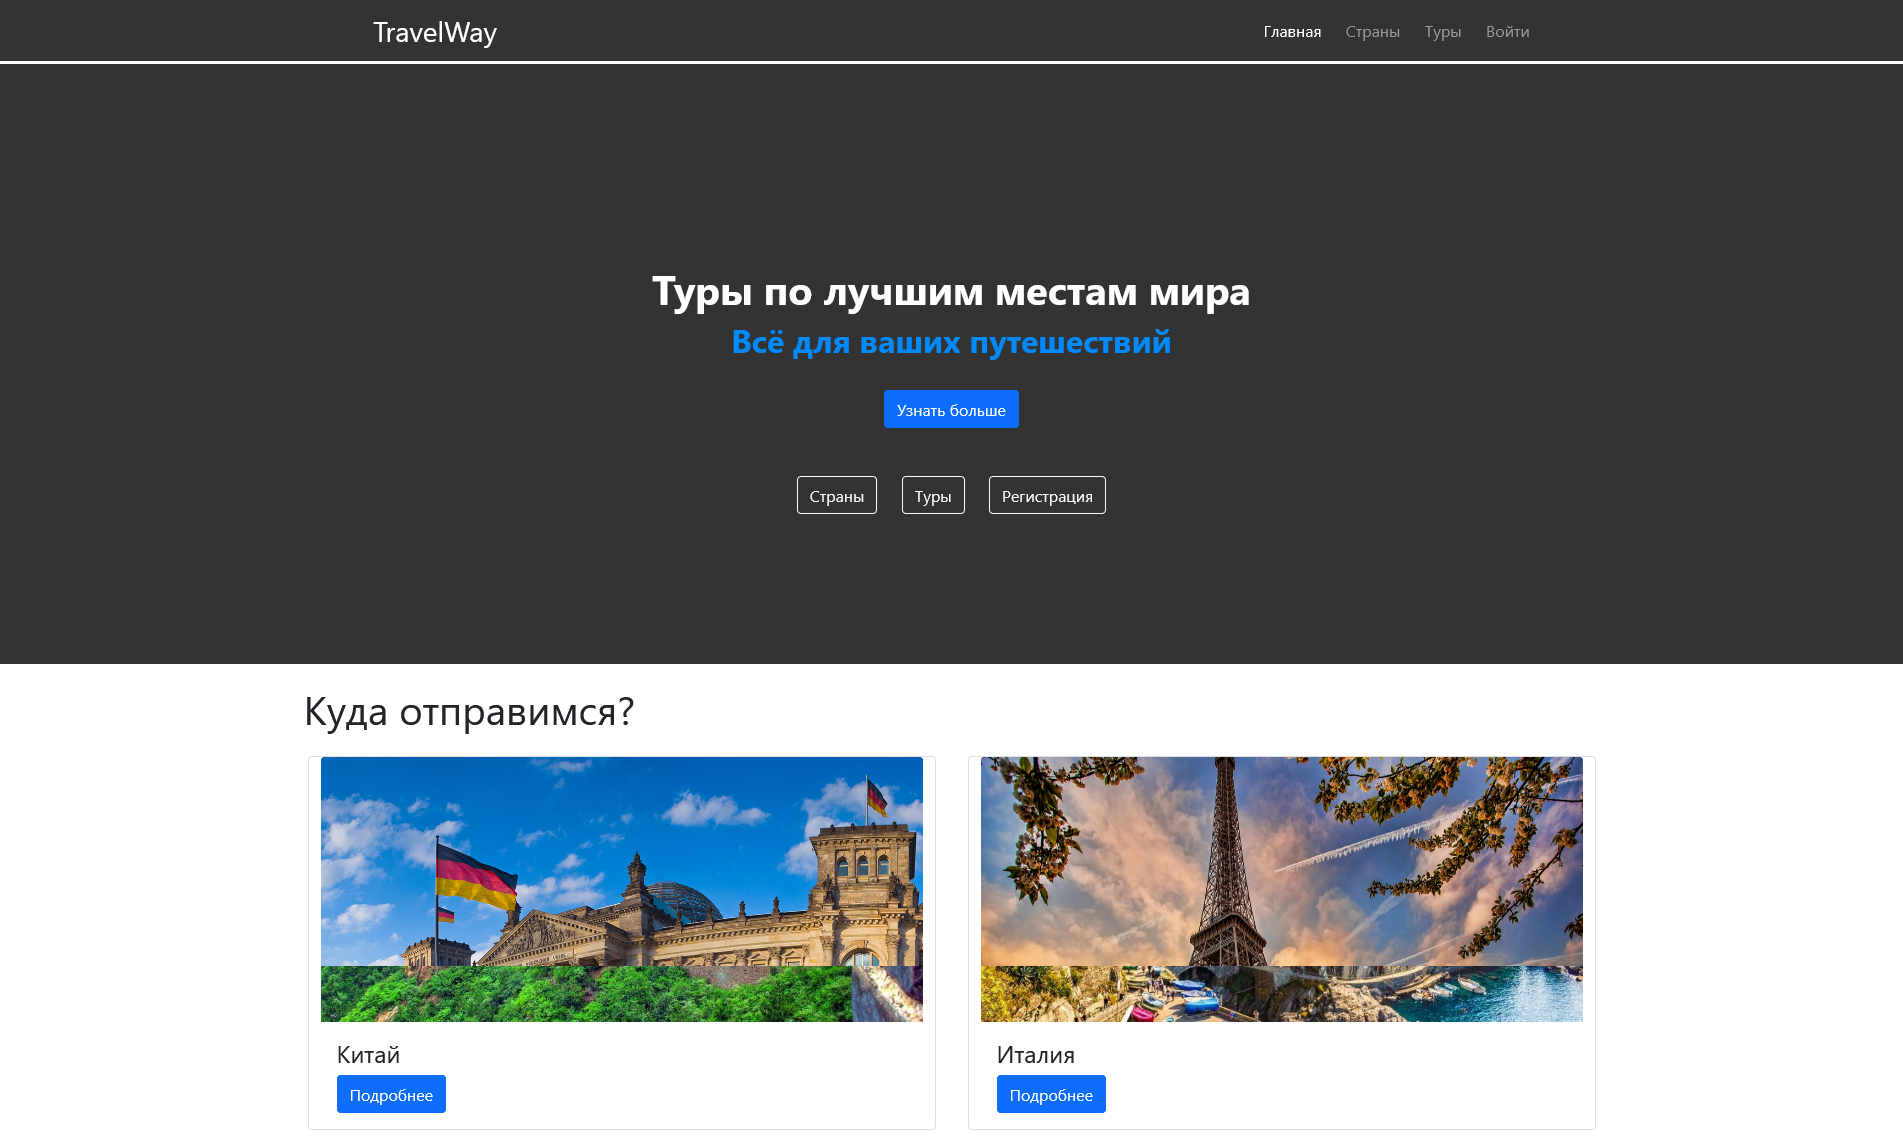 TravelWay
Главная Страны Туры Войти
Туры по лучшим местам мира
Всё для ваших путешествий
Узнать больше
Страны Туры Регистрация
Куда отправимся?
Китай
Подробнее
Италия
Подробнее